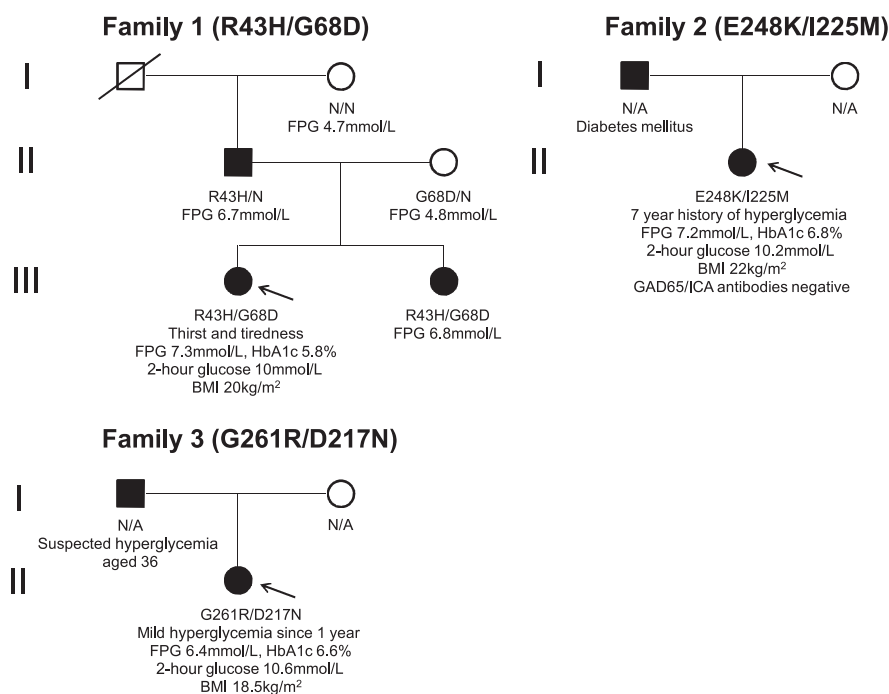 Family 1 (R43H/G68D)
I
N/N
FPG 4.7mmol/L
II
R43H/N
FPG 6.7mmol/L
G68D/N
FPG 4.8mmol/L
III
R43H/G68D
Thirst and tiredness
FPG 7.3mmol/L, HbA1c 5.8%
2-hour glucose 10mmol/L
BMI 20kg/m²
R43H/G68D
FPG 6.8mmol/L
Family 2 (E248K/I225M)
I
N/A
Diabetes mellitus
N/A
II
E248K/I225M
7 year history of hyperglycemia
FPG 7.2mmol/L, HbA1c 6.8%
2-hour glucose 10.2mmol/L
BMI 22kg/m²
GAD65/ICA antibodies negative
Family 3 (G261R/D217N)
I
N/A
Suspected hyperglycemia
aged 36
N/A
II
G261R/D217N
Mild hyperglycemia since 1 year
FPG 6.4mmol/L, HbA1c 6.6%
2-hour glucose 10.6mmol/L
BMI 18.5kg/m²